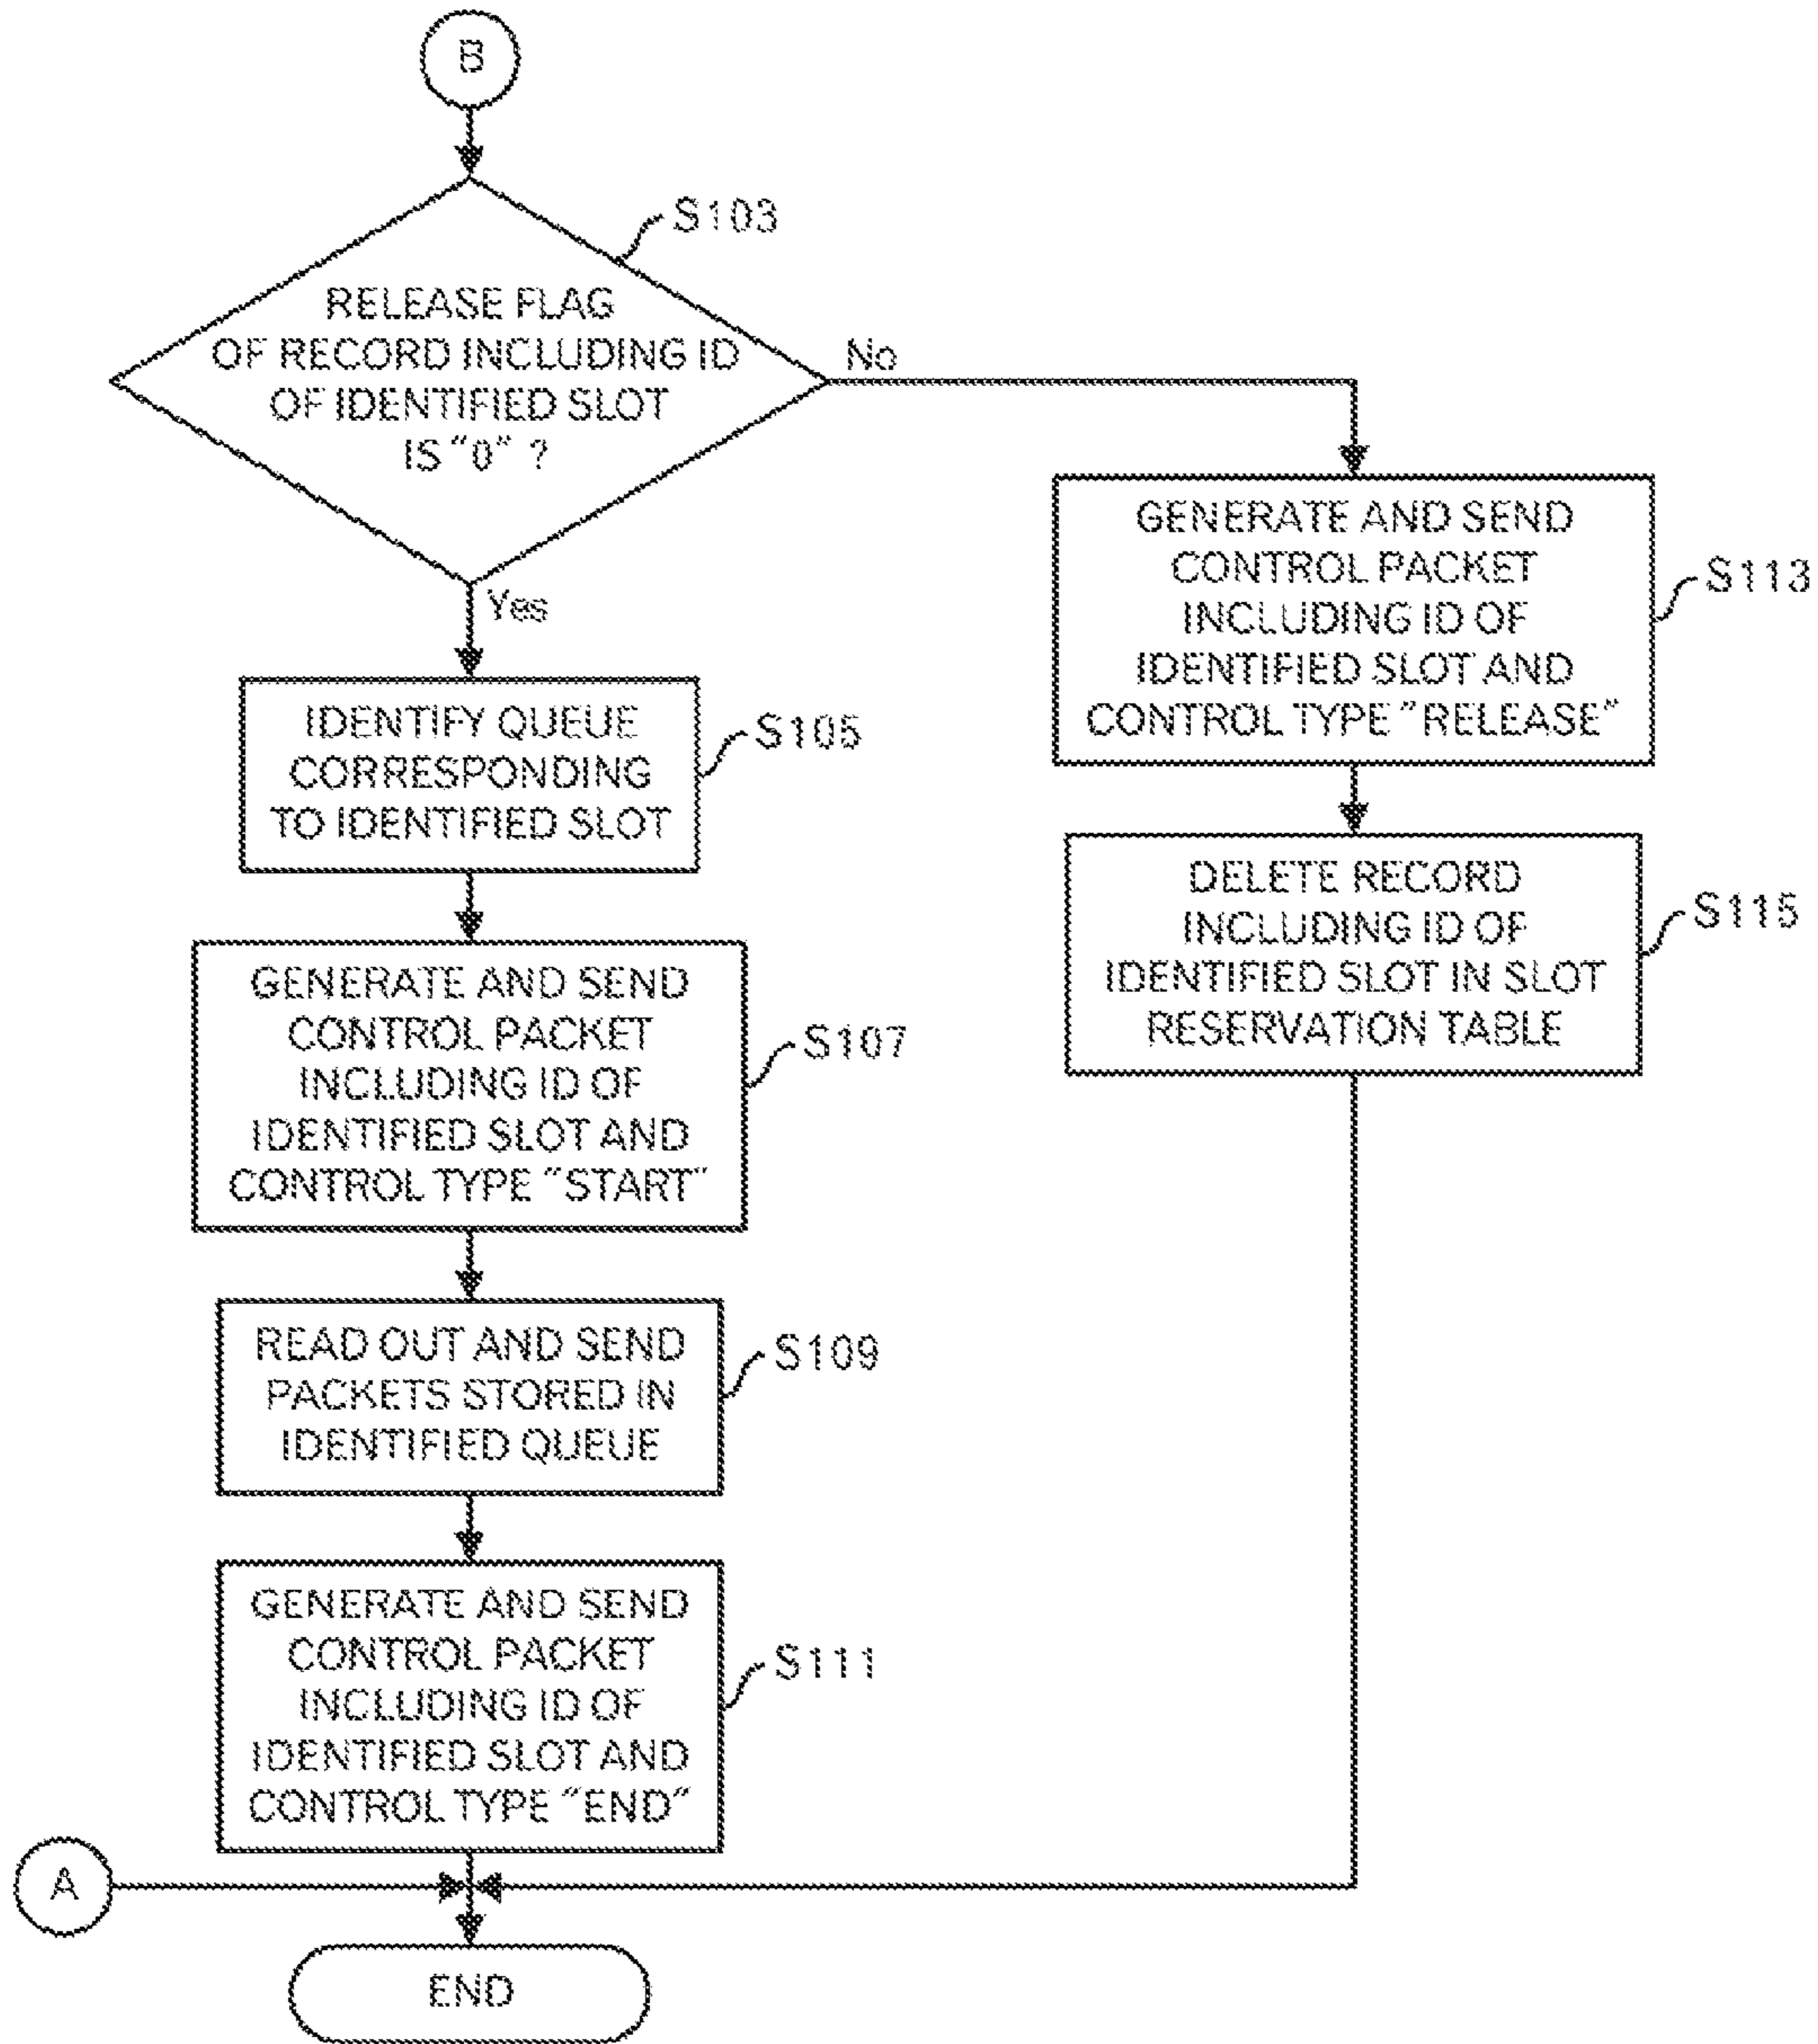 B
S103
RELEASE FLAG
OF RECORD INCLUDING ID
OF IDENTIFIED SLOT
IS "0" ?
No
Yes
GENERATE AND SEND
CONTROL PACKET
INCLUDING ID OF
IDENTIFIED SLOT AND
CONTROL TYPE "RELEASE"
S113
IDENTIFY QUEUE
CORRESPONDING
TO IDENTIFIED SLOT
S105
DELETE RECORD
INCLUDING ID OF
IDENTIFIED SLOT IN SLOT
RESERVATION TABLE
S115
GENERATE AND SEND
CONTROL PACKET
INCLUDING ID OF
IDENTIFIED SLOT AND
CONTROL TYPE "START"
S107
READ OUT AND SEND
PACKETS STORED IN
IDENTIFIED QUEUE
S109
GENERATE AND SEND
CONTROL PACKET
INCLUDING ID OF
IDENTIFIED SLOT AND
CONTROL TYPE "END"
S111
A
END